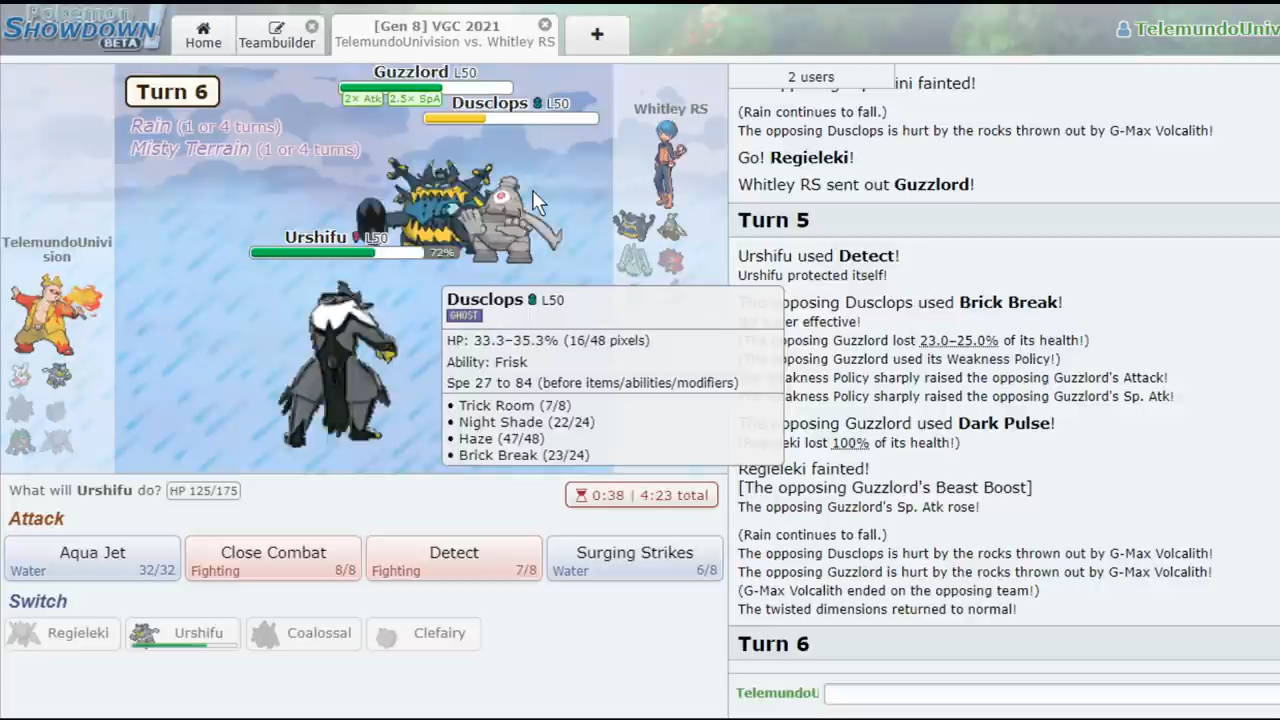 Pokémon
SHOWDOWN
BETA
Home
Teambuilder
[Gen 8] VGC 2021
TelemundoUnivision vs. Whitley RS
+
TelemundoUniv
Turn 6
Rain (1 or 4 turns)
Misty Terrain (1 or 4 turns)
Guzzlord L50
2× Atk 2.5× SpA
Dusclops L50
Whitley RS
TelemundoUnivi
sion
Urshifu L50
72%
Dusclops L50
GHOST
HP: 33.3–35.3% (16/48 pixels)
Ability: Frisk
Spe 27 to 84 (before items/abilities/modifiers)
• Trick Room (7/8)
• Night Shade (22/24)
• Haze (47/48)
• Brick Break (23/24)
What will Urshifu do? HP 125/175
0:38 | 4:23 total
Attack
Aqua Jet
Water 32/32
Close Combat
Fighting 8/8
Detect
Fighting 7/8
Surging Strikes
Water 6/8
Switch
Regieleki
Urshifu
Coalossal
Clefairy
2 users
ini fainted!
(Rain continues to fall.)
The opposing Dusclops is hurt by the rocks thrown out by G-Max Volcalith!
Go! Regieleki!
Whitley RS sent out Guzzlord!
Turn 5
Urshifu used Detect!
Urshifu protected itself!
opposing Dusclops used Brick Break!
effective!
opposing Guzzlord lost 23.0–25.0% of its health!)
opposing Guzzlord used its Weakness Policy!)
akness Policy sharply raised the opposing Guzzlord's Attack!
akness Policy sharply raised the opposing Guzzlord's Sp. Atk!
opposing Guzzlord used Dark Pulse!
eki lost 100% of its health!)
Regieleki fainted!
[The opposing Guzzlord's Beast Boost]
The opposing Guzzlord's Sp. Atk rose!
(Rain continues to fall.)
The opposing Dusclops is hurt by the rocks thrown out by G-Max Volcalith!
The opposing Guzzlord is hurt by the rocks thrown out by G-Max Volcalith!
(G-Max Volcalith ended on the opposing team!)
The twisted dimensions returned to normal!
Turn 6
TelemundoU